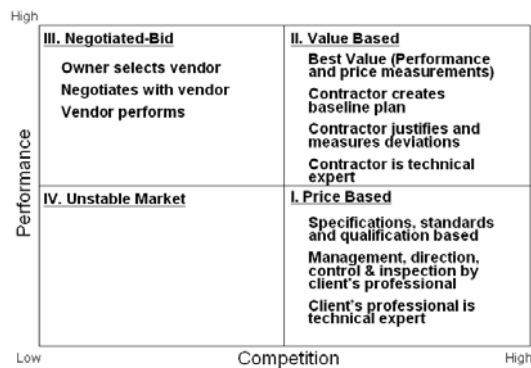 High
III. Negotiated-Bid
Owner selects vendor
Negotiates with vendor
Vendor performs
II. Value Based
Best Value (Performance
and price measurements)
Contractor creates
baseline plan
Contractor justifies and
measures deviations
Contractor is technical
expert
Performance
IV. Unstable Market
I. Price Based
Specifications, standards
and qualification based
Management, direction,
control & inspection by
client's professional
Client's professional is
technical expert
Low
Competition
High